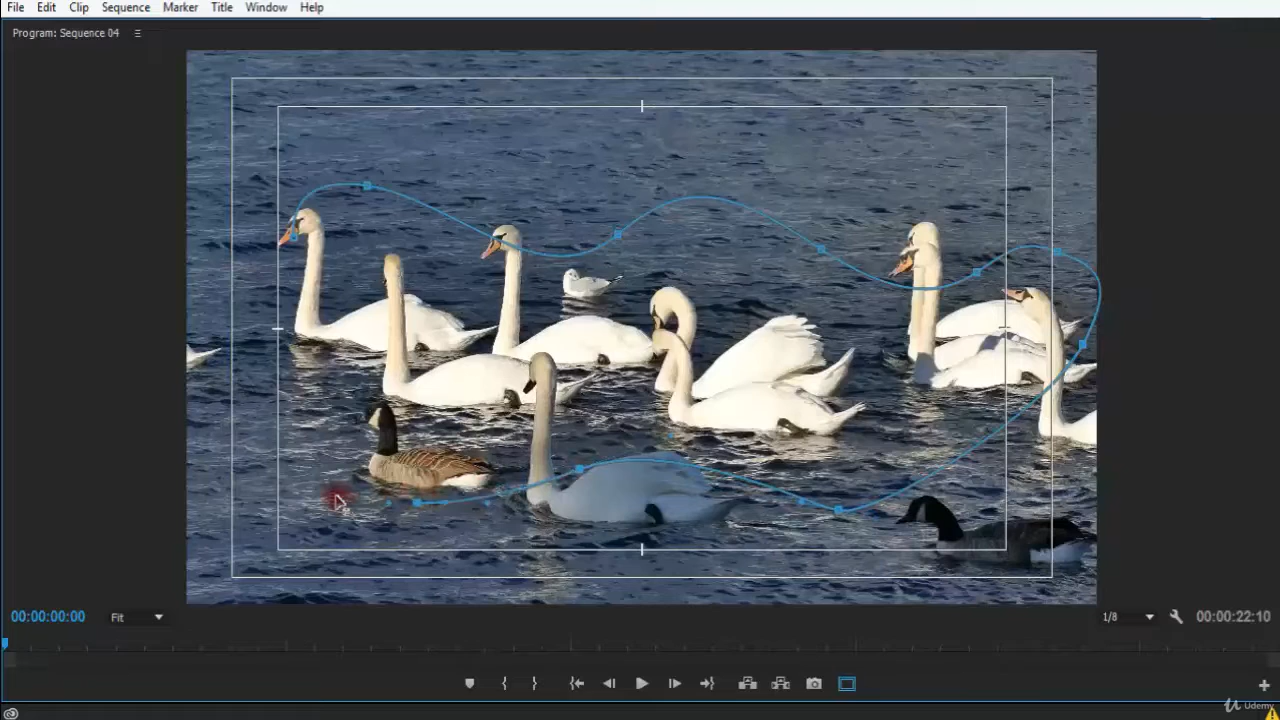 File Edit Clip Sequence Marker Title Window Help
Program: Sequence 04
00:00:00:00 Fit 1/8 00:00:22:10
Udemy